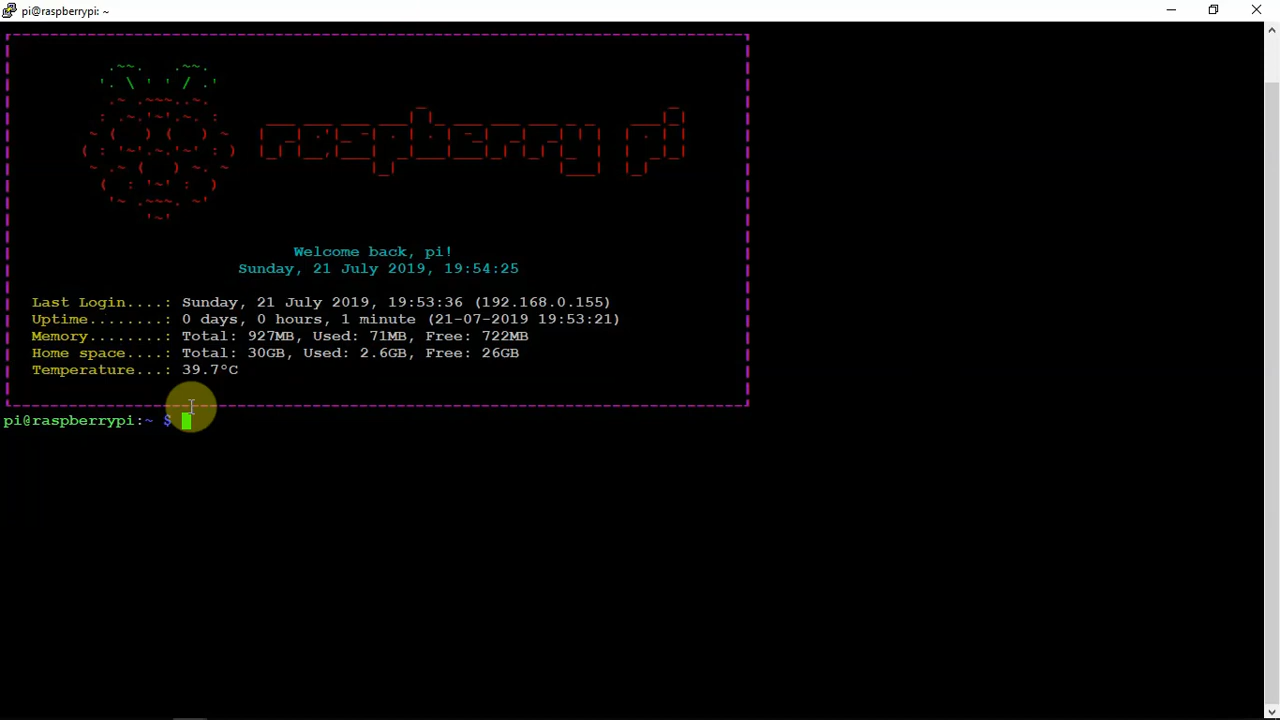 pi@raspberrypi: ~
raspberry pi
Welcome back, pi!
Sunday, 21 July 2019, 19:54:25
Last Login....: Sunday, 21 July 2019, 19:53:36 (192.168.0.155)
Uptime........: 0 days, 0 hours, 1 minute (21-07-2019 19:53:21)
Memory........: Total: 927MB, Used: 71MB, Free: 722MB
Home space....: Total: 30GB, Used: 2.6GB, Free: 26GB
Temperature...: 39.7ºC
pi@raspberrypi:~ $